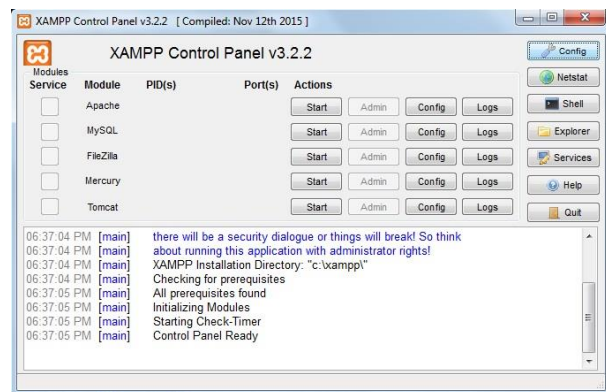 XAMPP Control Panel v3.2.2 [ Compiled: Nov 12th 2015 ]
XAMPP Control Panel v3.2.2
Config
Modules
Service Module PID(s) Port(s) Actions
Netstat
Apache Start Admin Config Logs
Shell
MySQL Start Admin Config Logs
Explorer
FileZilla Start Admin Config Logs
Services
Mercury Start Admin Config Logs
Help
Tomcat Start Admin Config Logs
Quit
06:37:04 PM [main] there will be a security dialogue or things will break! So think
06:37:04 PM [main] about running this application with administrator rights!
06:37:04 PM [main] XAMPP Installation Directory: "c:\xampp\"
06:37:04 PM [main] Checking for prerequisites
06:37:05 PM [main] All prerequisites found
06:37:05 PM [main] Initializing Modules
06:37:05 PM [main] Starting Check-Timer
06:37:05 PM [main] Control Panel Ready